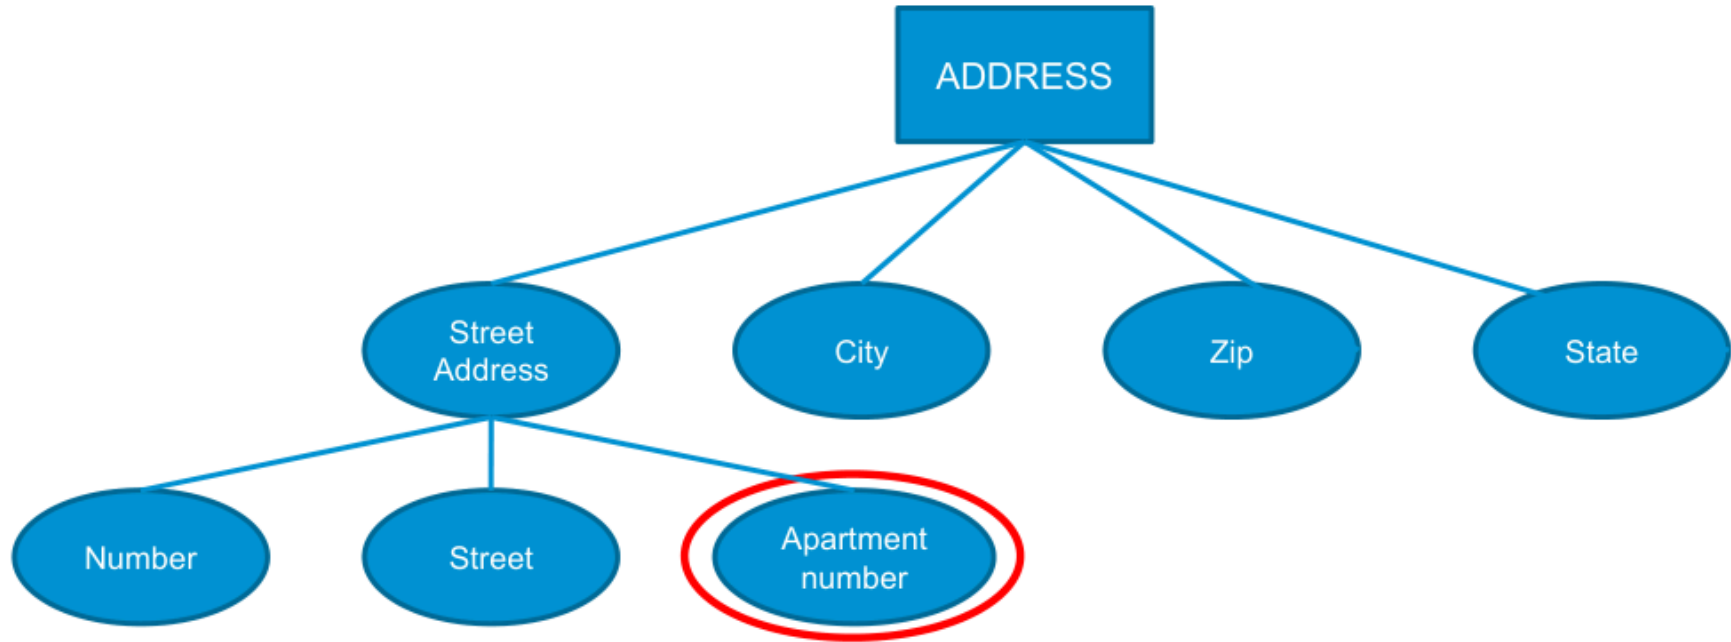 ADDRESS
Street
Address
City
Zip
State
Number
Street
Apartment
number